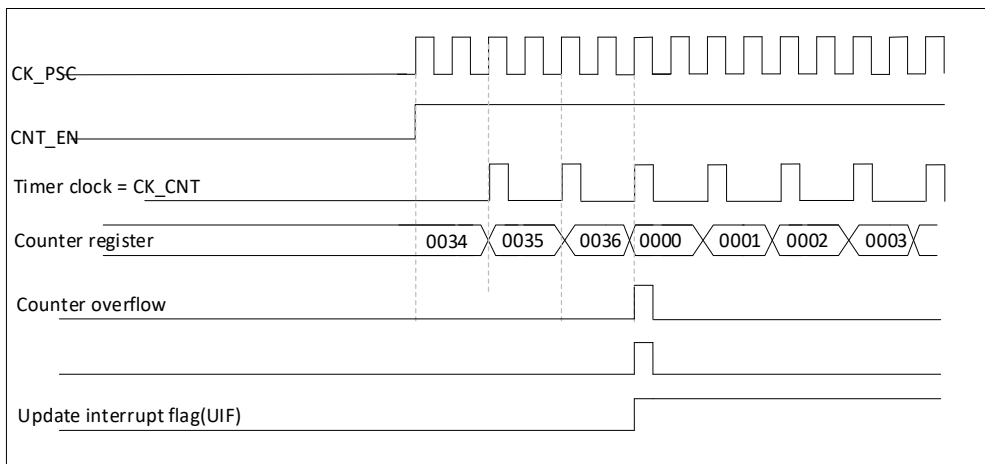 CK_PSC
CNT_EN
Timer clock = CK_CNT
Counter register 0034 0035 0036 0000 0001 0002 0003
Counter overflow
Update interrupt flag(UIF)